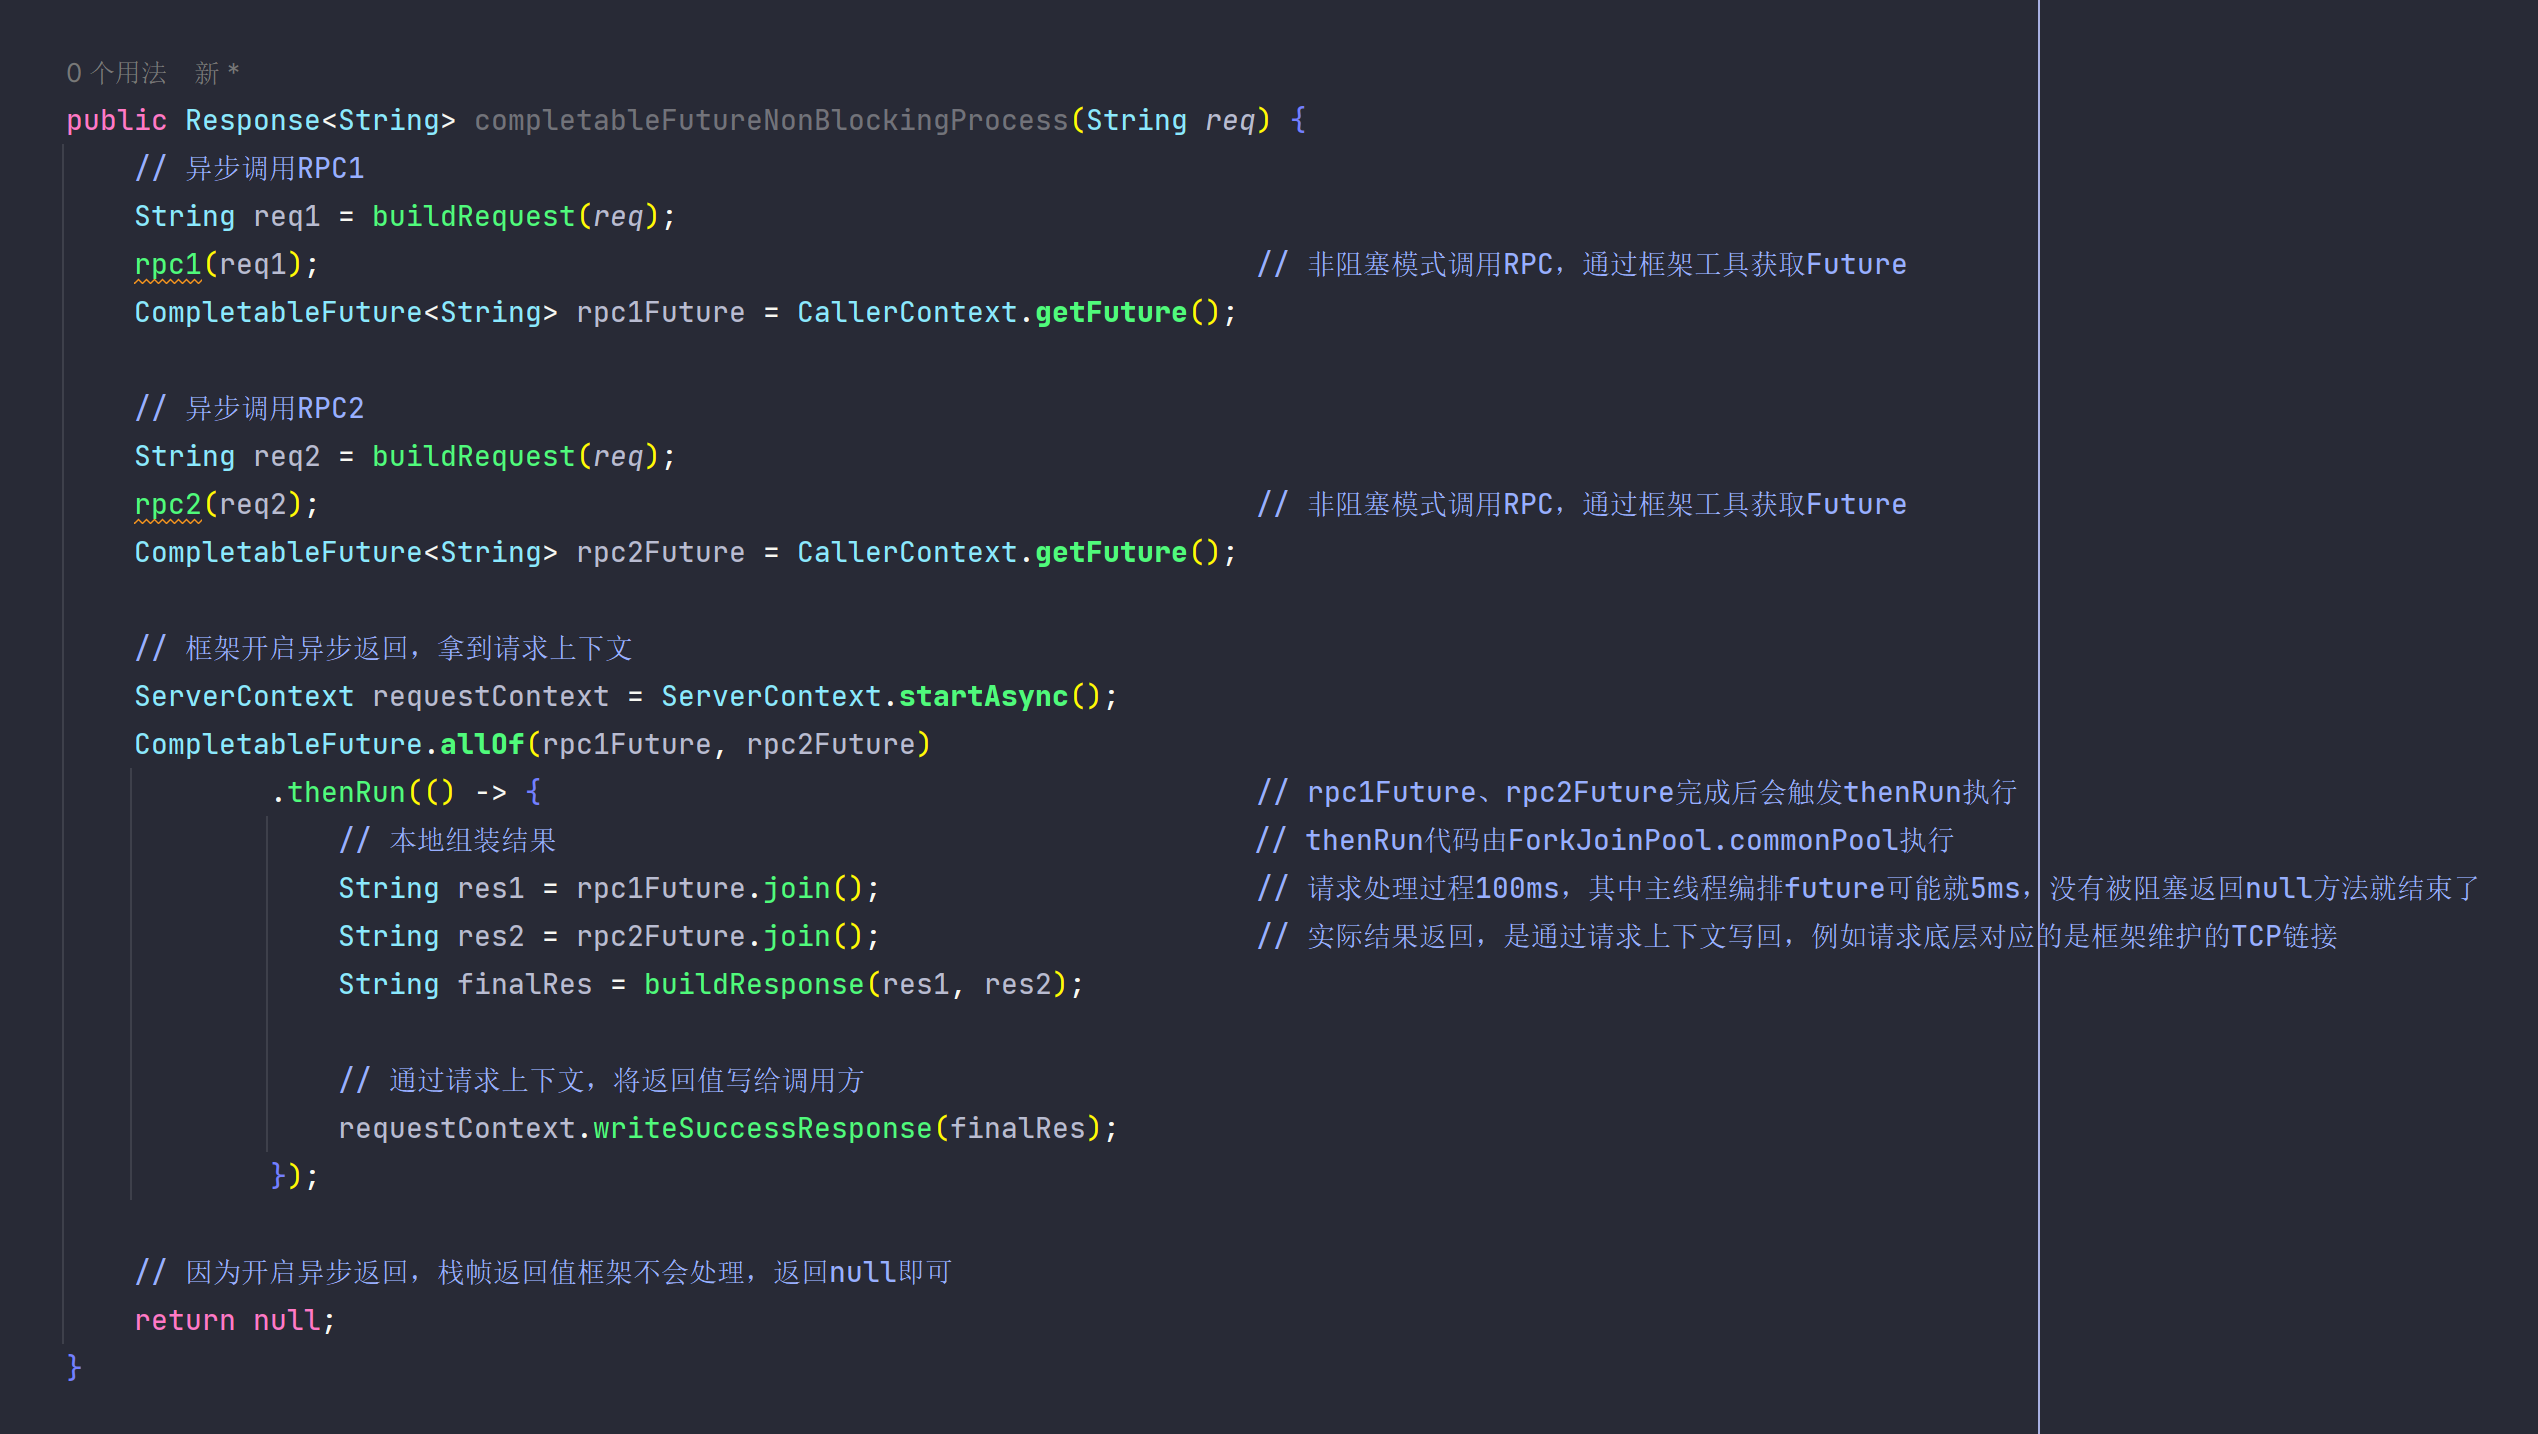 0 个用法 新 *
public Response<String> completableFutureNonBlockingProcess(String req) {
// 异步调用RPC1
String req1 = buildRequest(req);
rpc1(req1); // 非阻塞模式调用RPC，通过框架工具获取Future
CompletableFuture<String> rpc1Future = CallerContext.getFuture();
// 异步调用RPC2
String req2 = buildRequest(req);
rpc2(req2); // 非阻塞模式调用RPC，通过框架工具获取Future
CompletableFuture<String> rpc2Future = CallerContext.getFuture();
// 框架开启异步返回，拿到请求上下文
ServerContext requestContext = ServerContext.startAsync();
CompletableFuture.allOf(rpc1Future, rpc2Future)
.thenRun(() -> { // rpc1Future、rpc2Future完成后会触发thenRun执行
// 本地组装结果 // thenRun代码由ForkJoinPool.commonPool执行
String res1 = rpc1Future.join(); // 请求处理过程100ms，其中主线程编排future可能就5ms，没有被阻塞返回null方法就结束了
String res2 = rpc2Future.join(); // 实际结果返回，是通过请求上下文写回，例如请求底层对应的是框架维护的TCP链接
String finalRes = buildResponse(res1, res2);
// 通过请求上下文，将返回值写给调用方
requestContext.writeSuccessResponse(finalRes);
});
// 因为开启异步返回，栈帧返回值框架不会处理，返回null即可
return null;
}